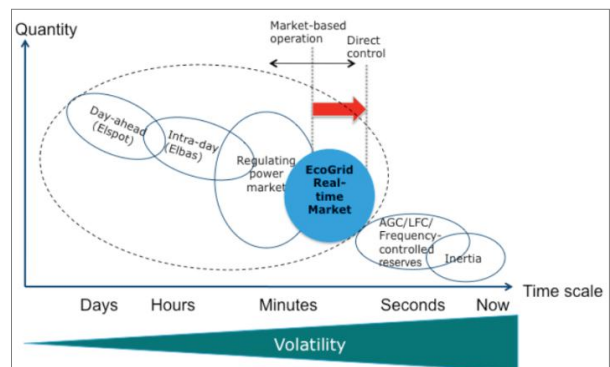 Quantity
Market-based
operation
Direct
control
Day-ahead
(Elspot)
Intra-day
(Elbas)
Regulating
power
market
EcoGrid
Real-
time
Market
AGC/LFC/
Frequency-
controlled
reserves
Inertia
Time scale
Days Hours Minutes Seconds Now
Volatility